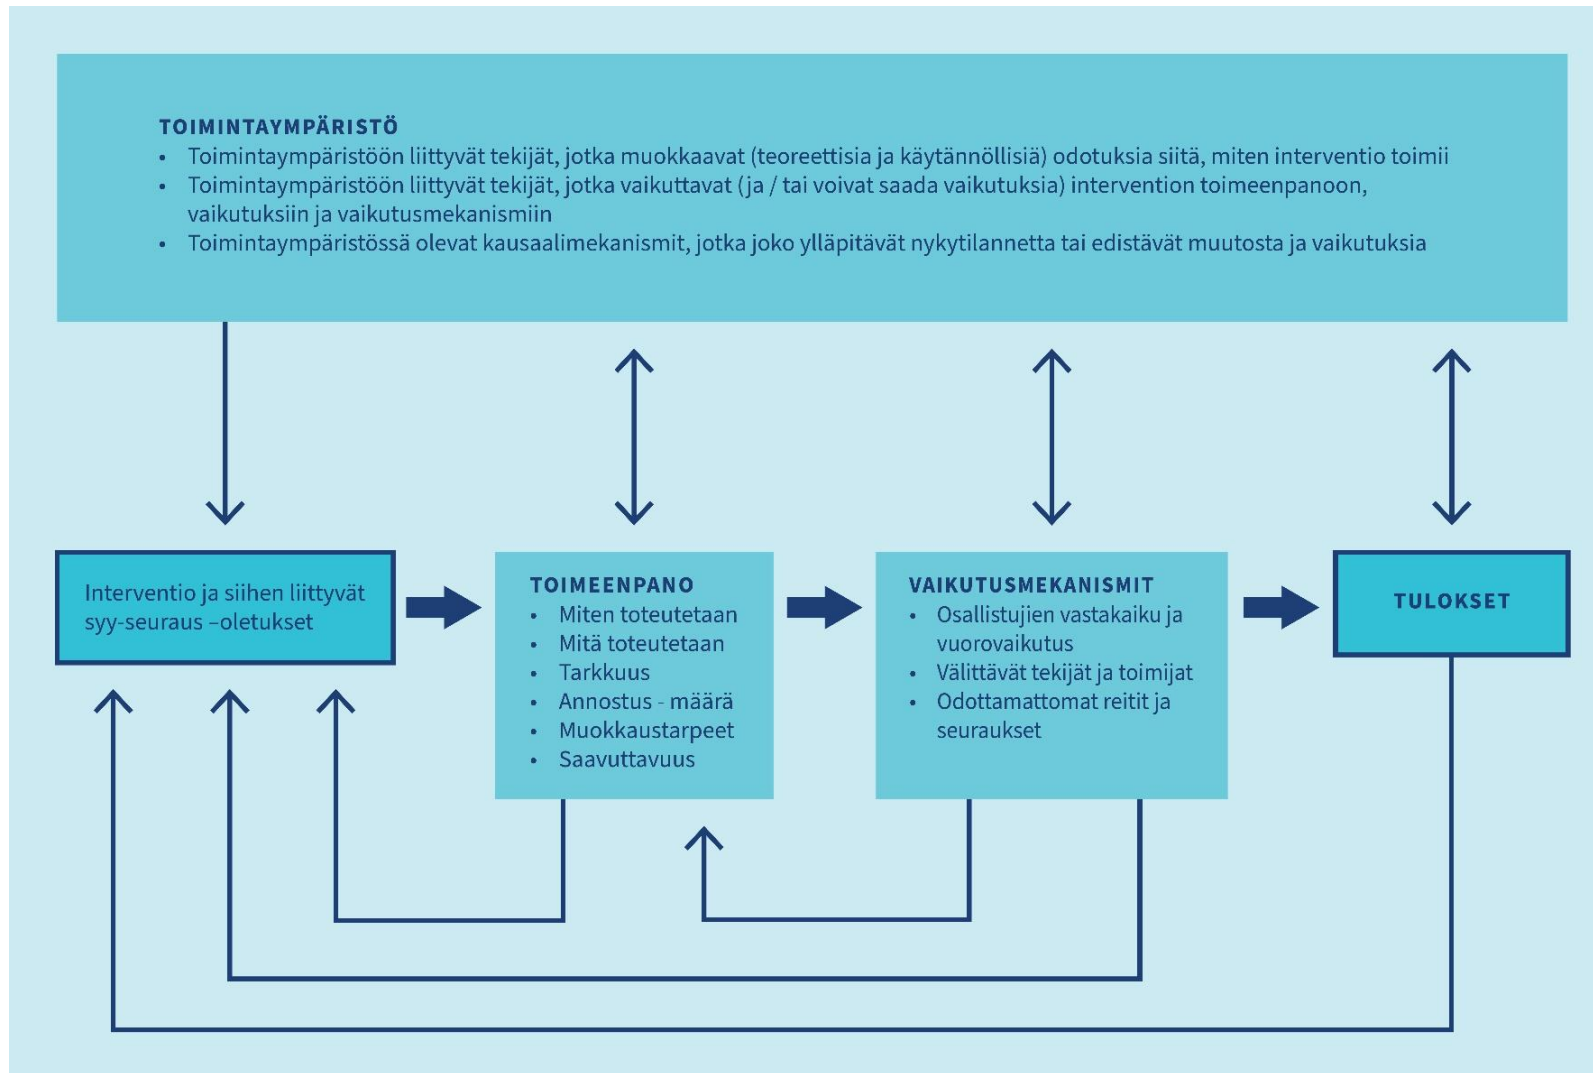 TOIMINTAYMPÄRISTÖ
• Toimintaympäristöön liittyvät tekijät, jotka muokkaavat (teoreettisia ja käytännöllisiä) odotuksia siitä, miten interventio toimii
• Toimintaympäristöön liittyvät tekijät, jotka vaikuttavat (ja / tai voivat saada vaikutuksia) intervention toimeenpanoon,
vaikutuksiin ja vaikutusmekanismiin
• Toimintaympäristössä olevat kausaalimekanismit, jotka joko ylläpitävät nykytilannetta tai edistävät muutosta ja vaikutuksia
Interventio ja siihen liittyvät
syy-seuraus –oletukset
TOIMEENPANO
• Miten toteutetaan
• Mitä toteutetaan
• Tarkkuus
• Annostus - määrä
• Muokkaustarpeet
• Saavuttavuus
VAIKUTUSMEKANISMIT
• Osallistujien vastakaiku ja
vuorovaikutus
• Välittävät tekijät ja toimijat
• Odottamattomat reitit ja
seuraukset
TULOKSET